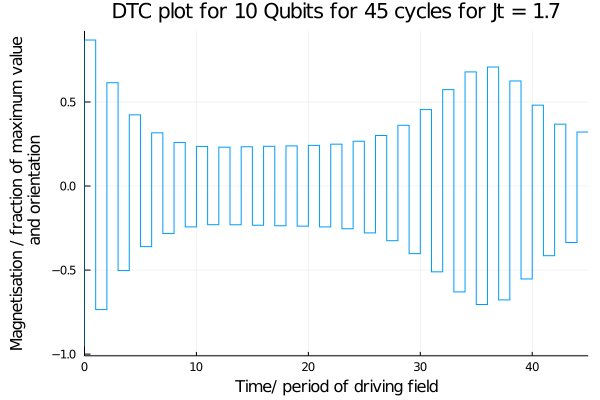 DTC plot for 10 Qubits for 45 cycles for Jt = 1.7
Magnetisation / fraction of maximum value
and orientation
0.5
0.0
−0.5
−1.0
0
10
20
30
40
Time/ period of driving field